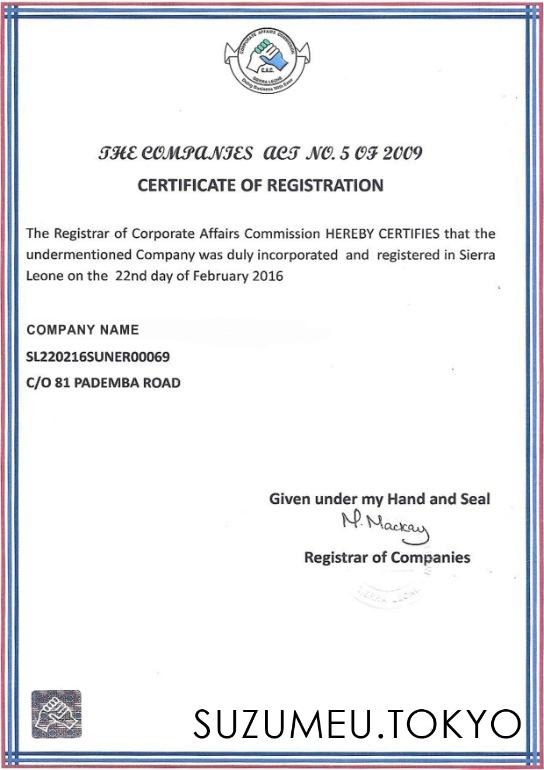 CORPORATE AFFAIRS COMMISSION
C.A.C.
SIERRA LEONE
Doing Business With Ease
THE COMPANIES ACT NO. 5 OF 2009
CERTIFICATE OF REGISTRATION
The Registrar of Corporate Affairs Commission HEREBY CERTIFIES that the
undermentioned Company was duly incorporated and registered in Sierra
Leone on the 22nd day of February 2016
COMPANY NAME
SL220216SUNER00069
C/O 81 PADEMBA ROAD
Given under my Hand and Seal
M. Mackay
Registrar of Companies
SIERRA LEONE
SUZUMEU.TOKYO